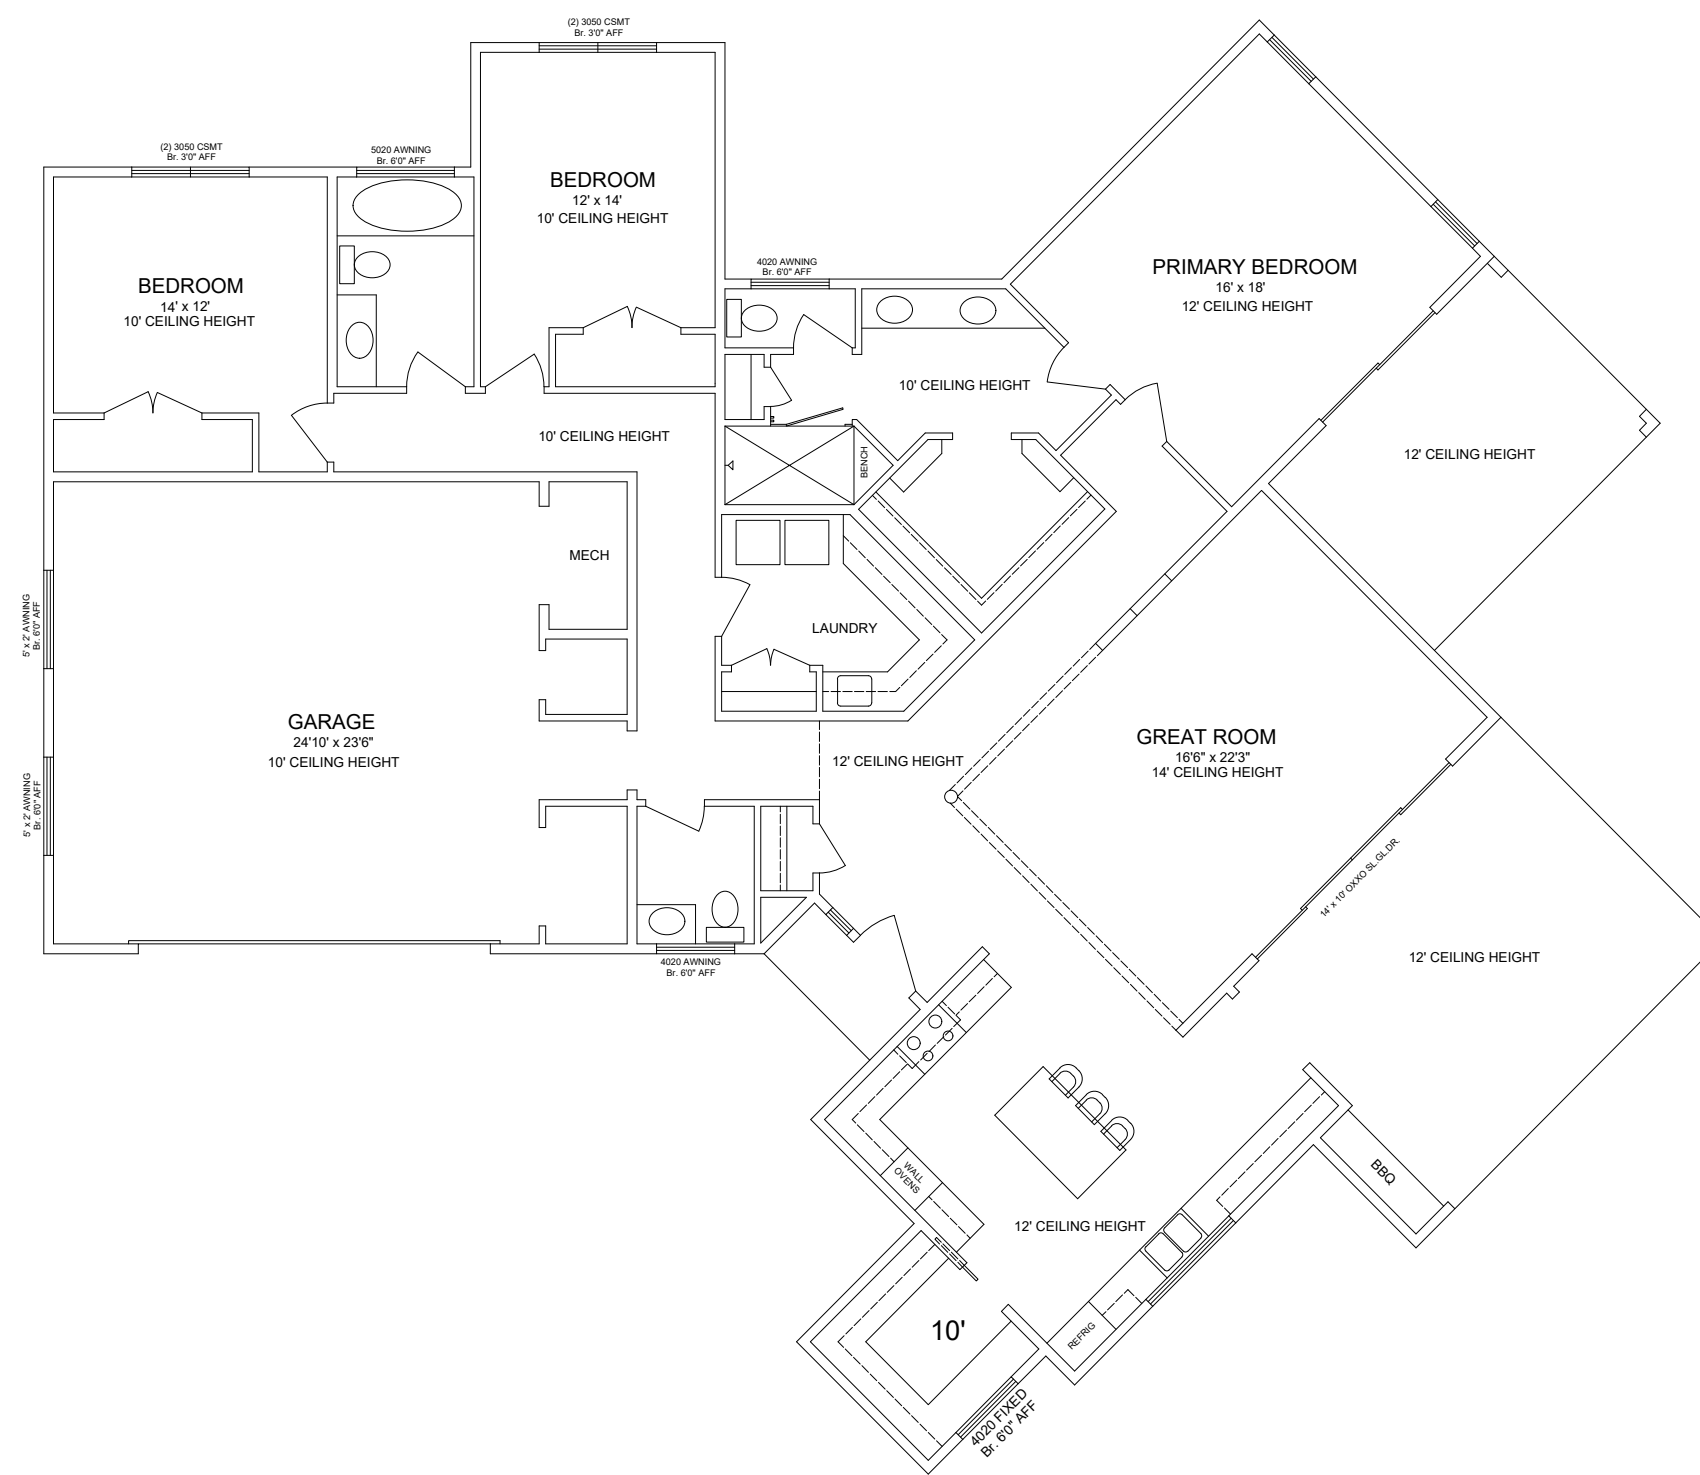 (2) 3050 CSMT
Br. 3'0" AFF
(2) 3050 CSMT
Br. 3'0" AFF
5020 AWNING
Br. 6'0" AFF
BEDROOM
12' x 14'
10' CEILING HEIGHT
4020 AWNING
Br. 6'0" AFF
PRIMARY BEDROOM
16' x 18'
12' CEILING HEIGHT
BEDROOM
14' x 12'
10' CEILING HEIGHT
10' CEILING HEIGHT
10' CEILING HEIGHT
12' CEILING HEIGHT
BENCH
MECH
5' x 2' AWNING
Br. 6'0" AFF
LAUNDRY
GARAGE
24'10' x 23'6"
10' CEILING HEIGHT
12' CEILING HEIGHT
GREAT ROOM
16'6" x 22'3"
14' CEILING HEIGHT
5' x 2' AWNING
Br. 6'0" AFF
14' x 10' OXXO SL.GL.DR.
4020 AWNING
Br. 6'0" AFF
12' CEILING HEIGHT
WALL
OVENS
BBQ
12' CEILING HEIGHT
10'
REFRIG
4020 FIXED
Br. 6'0" AFF